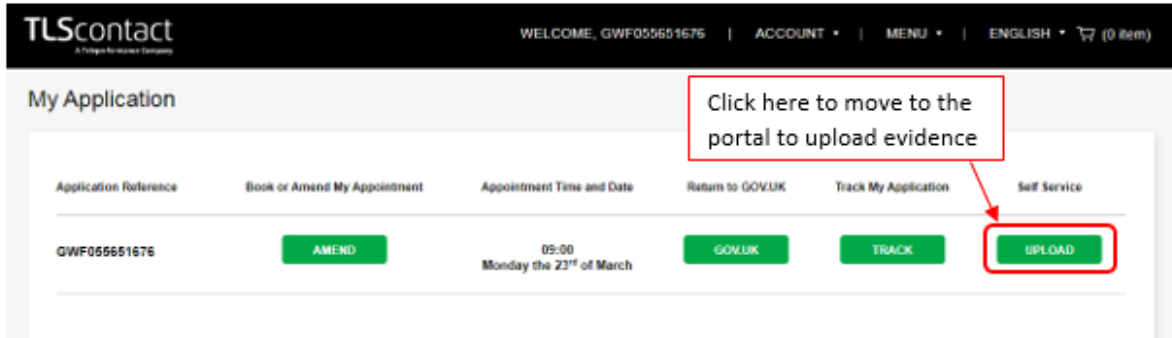 TLScontact
A Teleperformance Company
WELCOME, GWF055651676 | ACCOUNT | MENU | ENGLISH (0 item)
My Application
Click here to move to the
portal to upload evidence
Application Reference Book or Amend My Appointment Appointment Time and Date Return to GOV.UK Track My Application Self Service
GWF055651676 AMEND 09:00 GOV.UK TRACK UPLOAD
Monday the 23rd of March